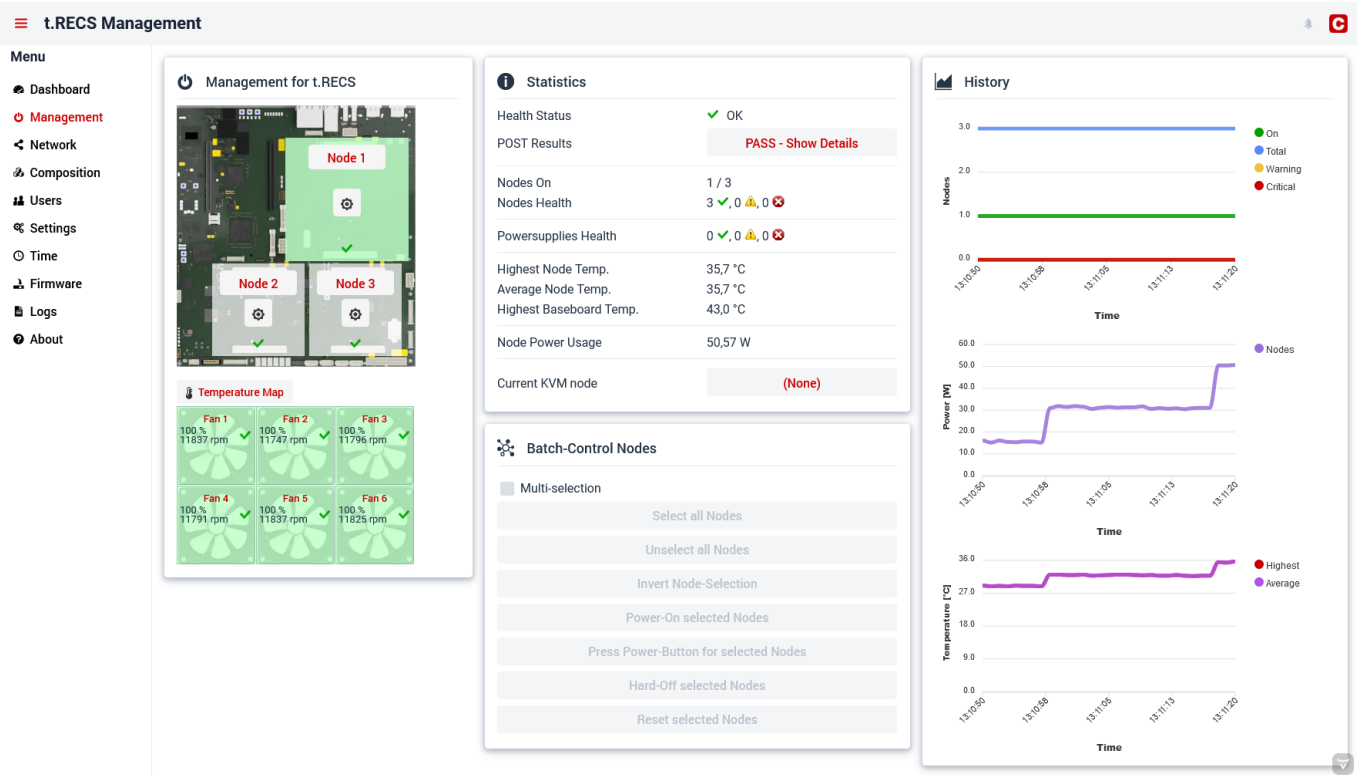 t.RECS Management
C
Menu
Dashboard
Management
Network
Composition
Users
Settings
Time
Firmware
Logs
About
Management for t.RECS
Node 1
Node 2
Node 3
Temperature Map
Fan 1
100 %
11837 rpm
Fan 2
100 %
11747 rpm
Fan 3
100 %
11796 rpm
Fan 4
100 %
11791 rpm
Fan 5
100 %
11837 rpm
Fan 6
100 %
11825 rpm
Statistics
Health Status OK
POST Results PASS - Show Details
Nodes On 1 / 3
Nodes Health 3 , 0 , 0
Powersupplies Health 0 , 0 , 0
Highest Node Temp. 35,7 °C
Average Node Temp. 35,7 °C
Highest Baseboard Temp. 43,0 °C
Node Power Usage 50,57 W
Current KVM node (None)
Batch-Control Nodes
Multi-selection
Select all Nodes
Unselect all Nodes
Invert Node-Selection
Power-On selected Nodes
Press Power-Button for selected Nodes
Hard-Off selected Nodes
Reset selected Nodes
History
Nodes
3.0
2.0
1.0
0.0
13:10:50 13:10:58 13:11:05 13:11:13 13:11:20
Time
On
Total
Warning
Critical
Power [W]
60.0
50.0
40.0
30.0
20.0
10.0
0.0
13:10:50 13:10:58 13:11:05 13:11:13 13:11:20
Time
Nodes
Temperature [°C]
36.0
27.0
18.0
9.0
0.0
13:10:50 13:10:58 13:11:05 13:11:13 13:11:20
Time
Highest
Average